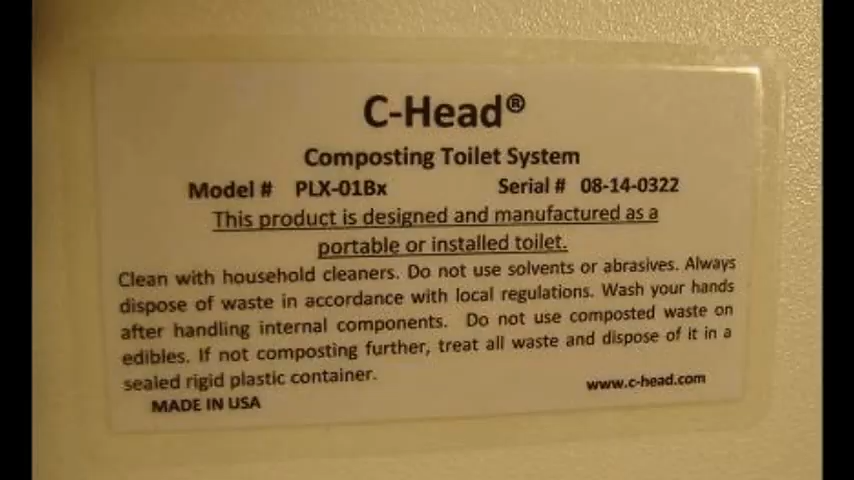 C-Head®
Composting Toilet System
Model # PLX-01Bx Serial # 08-14-0322
This product is designed and manufactured as a
portable or installed toilet.
Clean with household cleaners. Do not use solvents or abrasives. Always
dispose of waste in accordance with local regulations. Wash your hands
after handling internal components. Do not use composted waste on
edibles. If not composting further, treat all waste and dispose of it in a
sealed rigid plastic container.
www.c-head.com
MADE IN USA